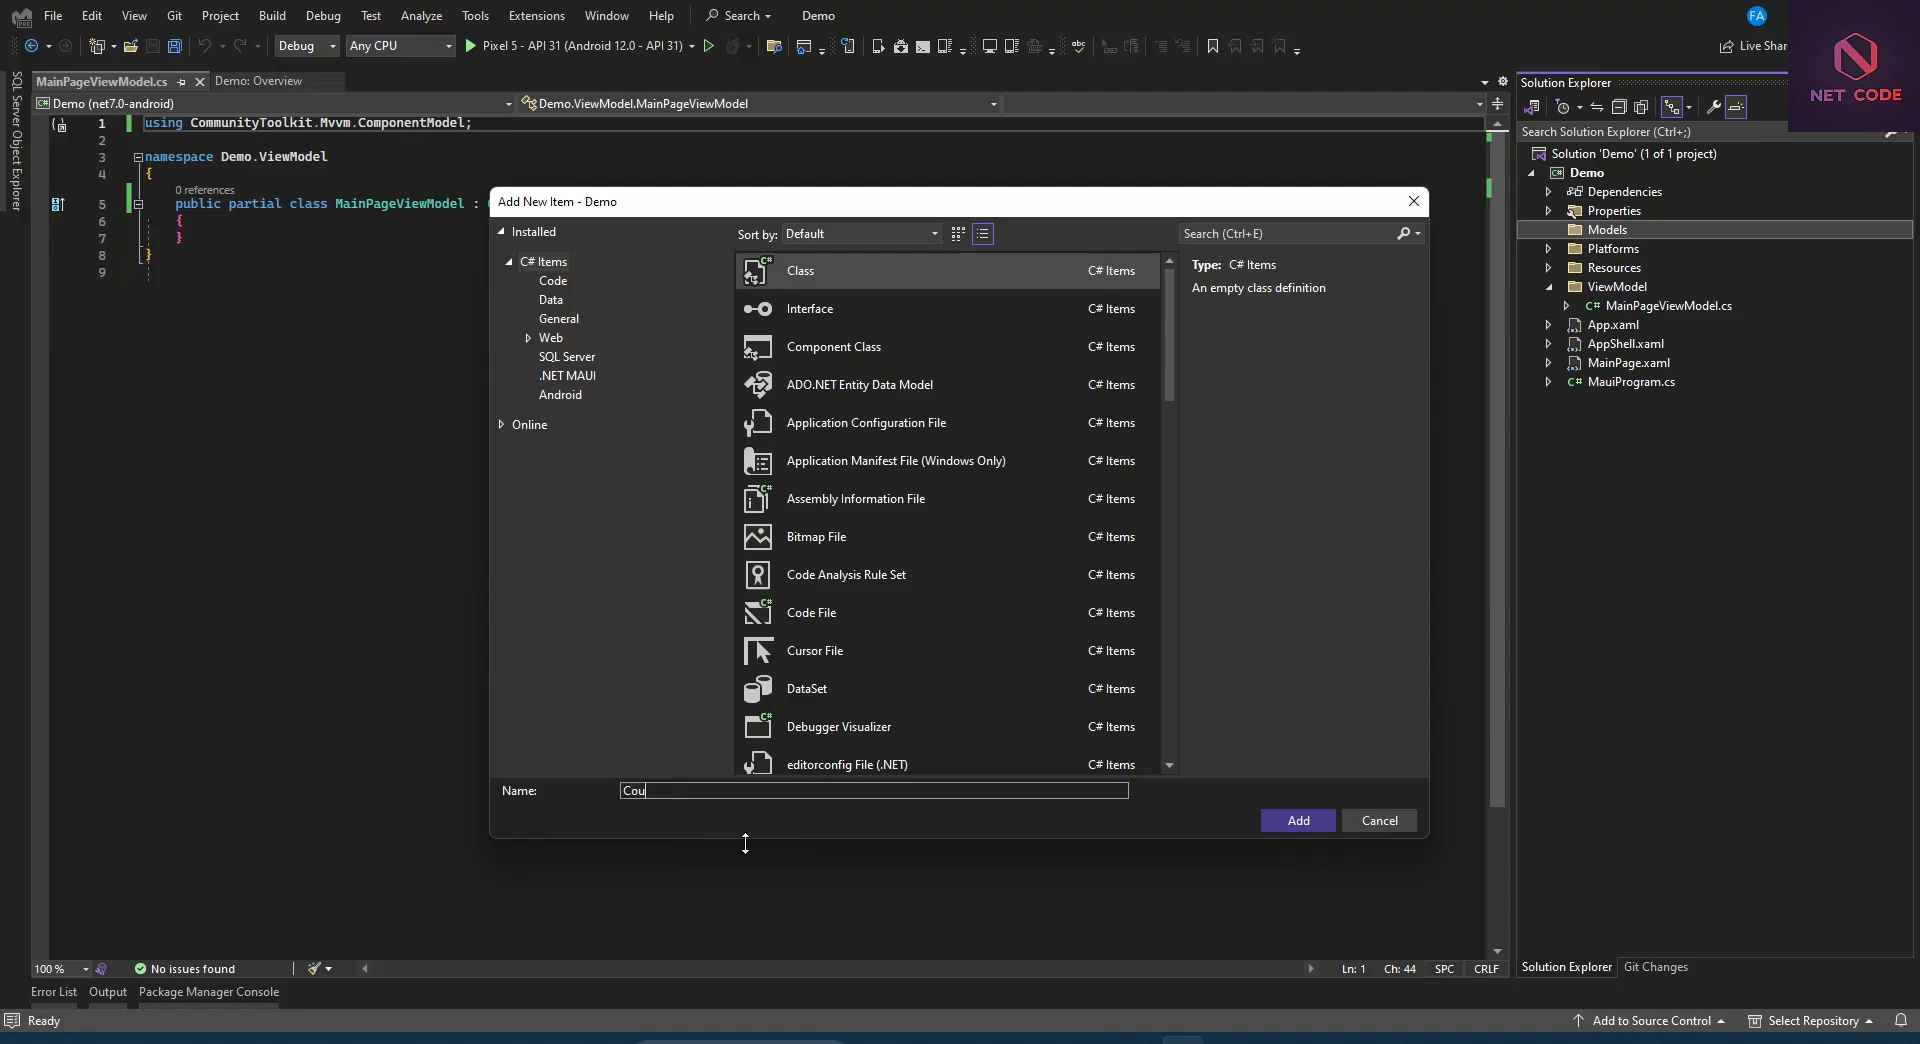 File Edit View Git Project Build Debug Test Analyze Tools Extensions Window Help Search Demo FA
Debug Any CPU Pixel 5 - API 31 (Android 12.0 - API 31) Live Shar
NET CODE
SQL Server Object Explorer
MainPageViewModel.cs Demo: Overview
Demo (net7.0-android) Demo.ViewModel.MainPageViewModel
1 using CommunityToolkit.Mvvm.ComponentModel;
2
3 namespace Demo.ViewModel
4 {
0 references
5 public partial class MainPageViewModel :
6 {
7 }
8 }
9
Add New Item - Demo
Installed
C# Items
Code
Data
General
Web
SQL Server
.NET MAUI
Android
Online
Sort by: Default
Search (Ctrl+E)
Class C# Items
Interface C# Items
Component Class C# Items
ADO.NET Entity Data Model C# Items
Application Configuration File C# Items
Application Manifest File (Windows Only) C# Items
Assembly Information File C# Items
Bitmap File C# Items
Code Analysis Rule Set C# Items
Code File C# Items
Cursor File C# Items
DataSet C# Items
Debugger Visualizer C# Items
editorconfig File (.NET) C# Items
Type: C# Items
An empty class definition
Name: Cou
Add Cancel
Solution Explorer
Search Solution Explorer (Ctrl+;)
Solution 'Demo' (1 of 1 project)
Demo
Dependencies
Properties
Models
Platforms
Resources
ViewModel
C# MainPageViewModel.cs
App.xaml
AppShell.xaml
MainPage.xaml
C# MauiProgram.cs
100 % No issues found Ln: 1 Ch: 44 SPC CRLF
Solution Explorer Git Changes
Error List Output Package Manager Console
Ready Add to Source Control Select Repository